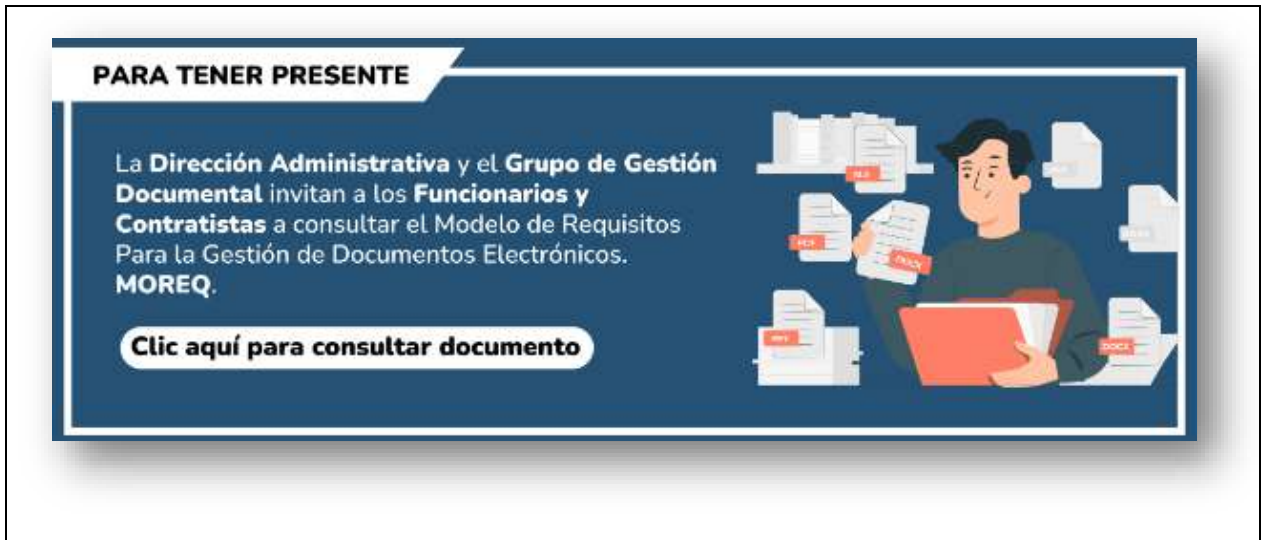 PARA TENER PRESENTE
La Dirección Administrativa y el Grupo de Gestión
Documental invitan a los Funcionarios y
Contratistas a consultar el Modelo de Requisitos
Para la Gestión de Documentos Electrónicos.
MOREQ.
Clic aquí para consultar documento
DOCX
DOCX